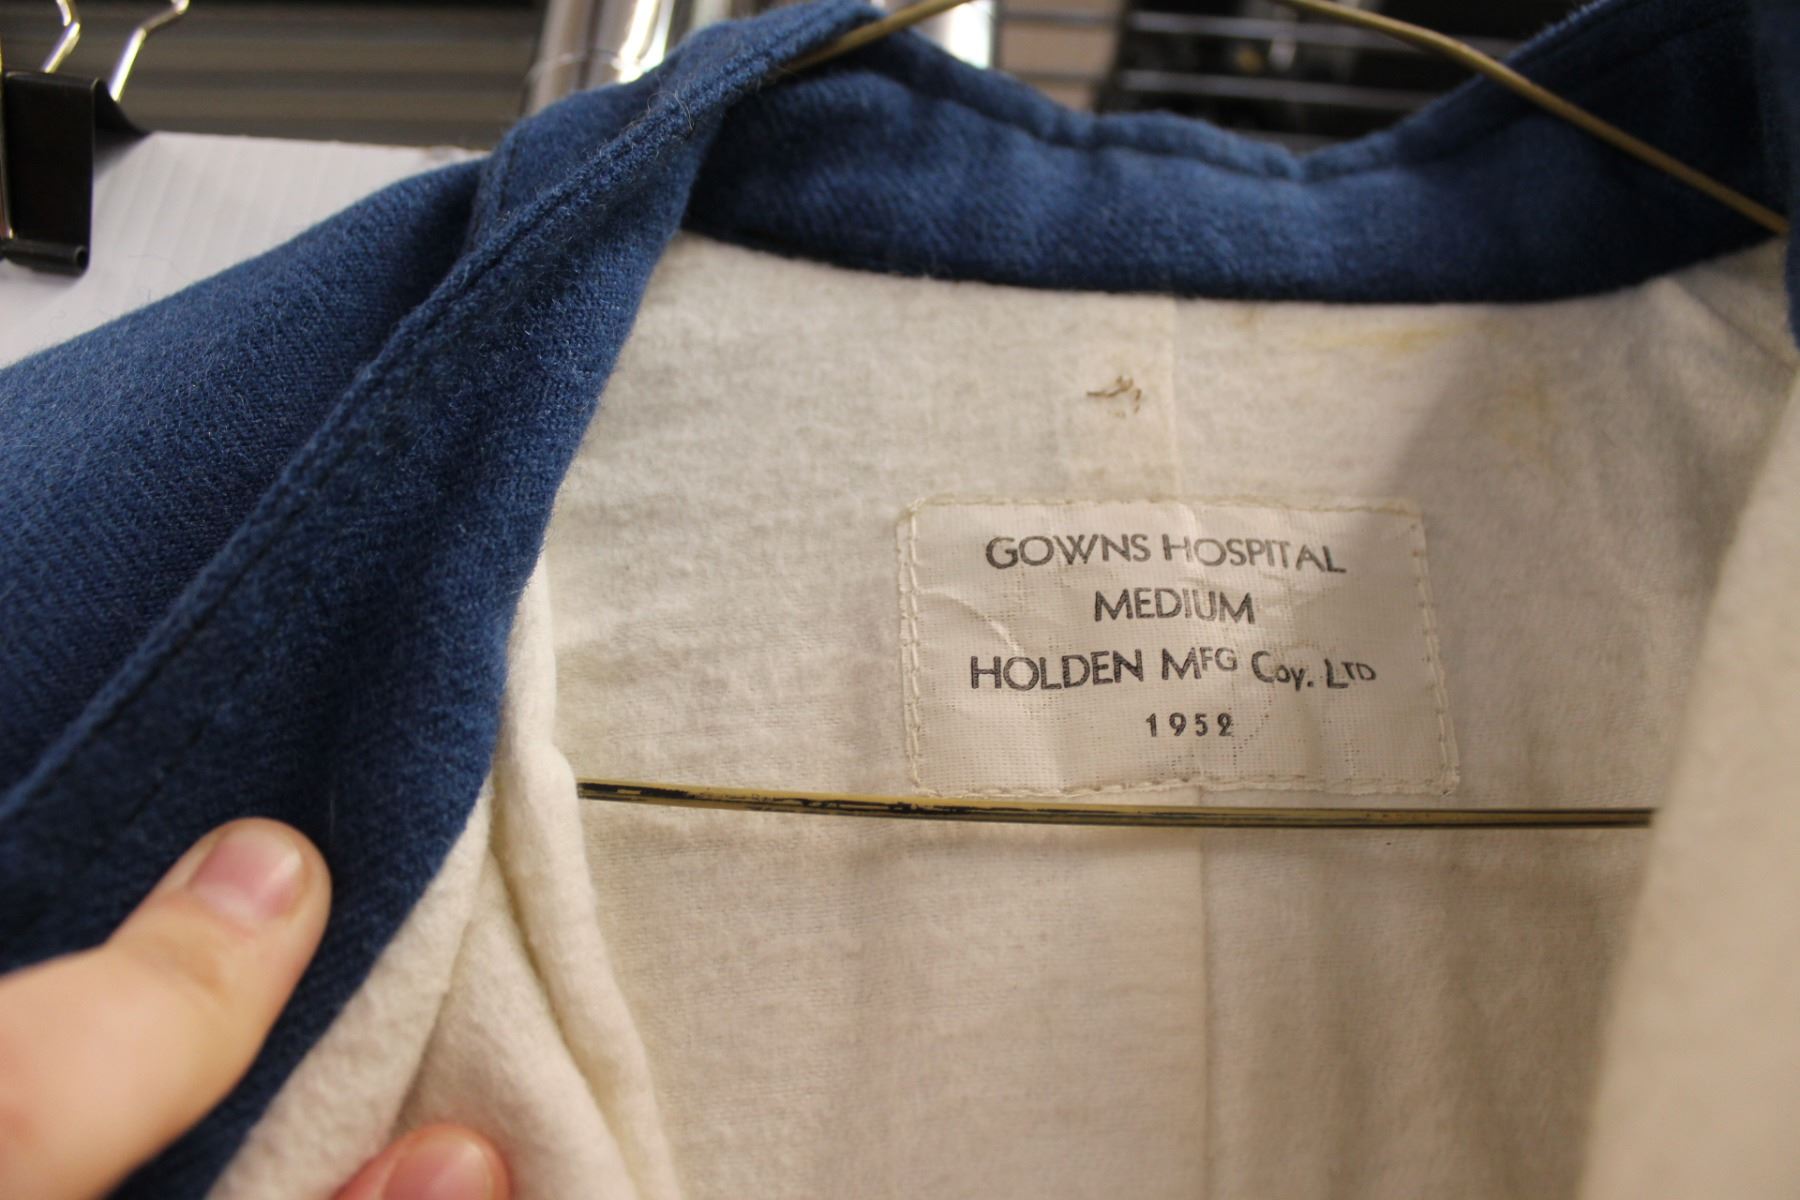 GOWNS HOSPITAL
MEDIUM
HOLDEN MFG Coy. LTD
1952